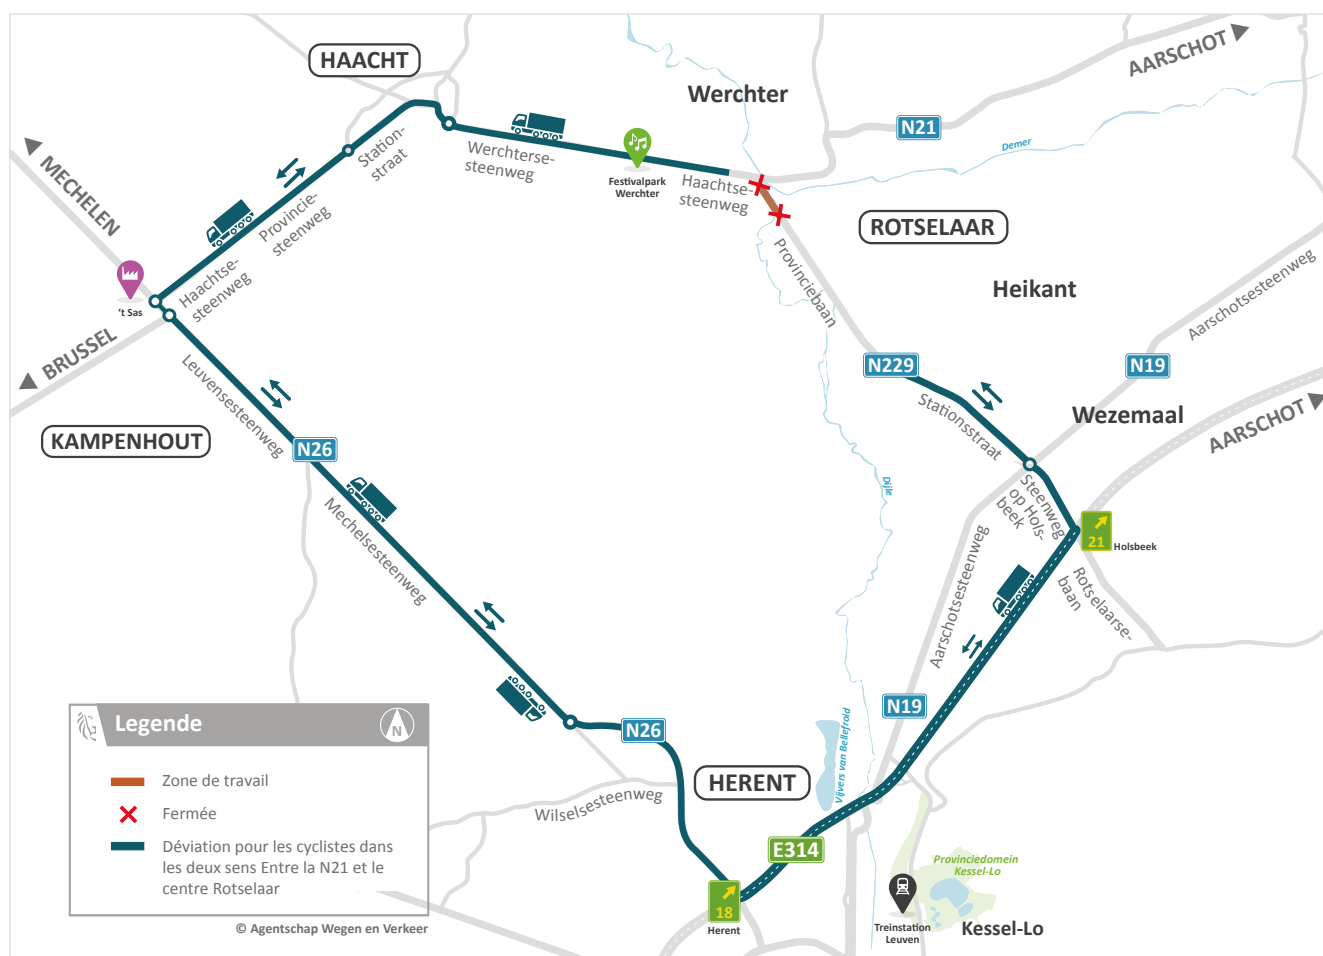 HAACHT
Werchter
AARSCHOT
N21
Demer
Station-
straat
Werchterse-
steenweg
Festivalpark
Werchter
Haachtse-
steenweg
MECHELEN
Provincie-
steenweg
ROTSELAAR
Provinciebaan
Heikant
Aarschotsesteenweg
't Sas
Haachtse-
steenweg
BRUSSEL
Leuvensesteenweg
N229
N19
Stationsstraat
Wezemaal
AARSCHOT
KAMPENHOUT
N26
Mechelsesteenweg
Dijle
Steenweg
op Hols-
beek
21
Holsbeek
Aarschotsesteenweg
Rotselaarse-
baan
N19
N26
Vijvers van Bellefroid
HERENT
Wilselsesteenweg
E314
Provinciedomein
Kessel-Lo
18
Herent
Treinstation
Leuven
Kessel-Lo
Legende
N
Zone de travail
Fermée
Déviation pour les cyclistes dans
les deux sens Entre la N21 et le
centre Rotselaar
© Agentschap Wegen en Verkeer